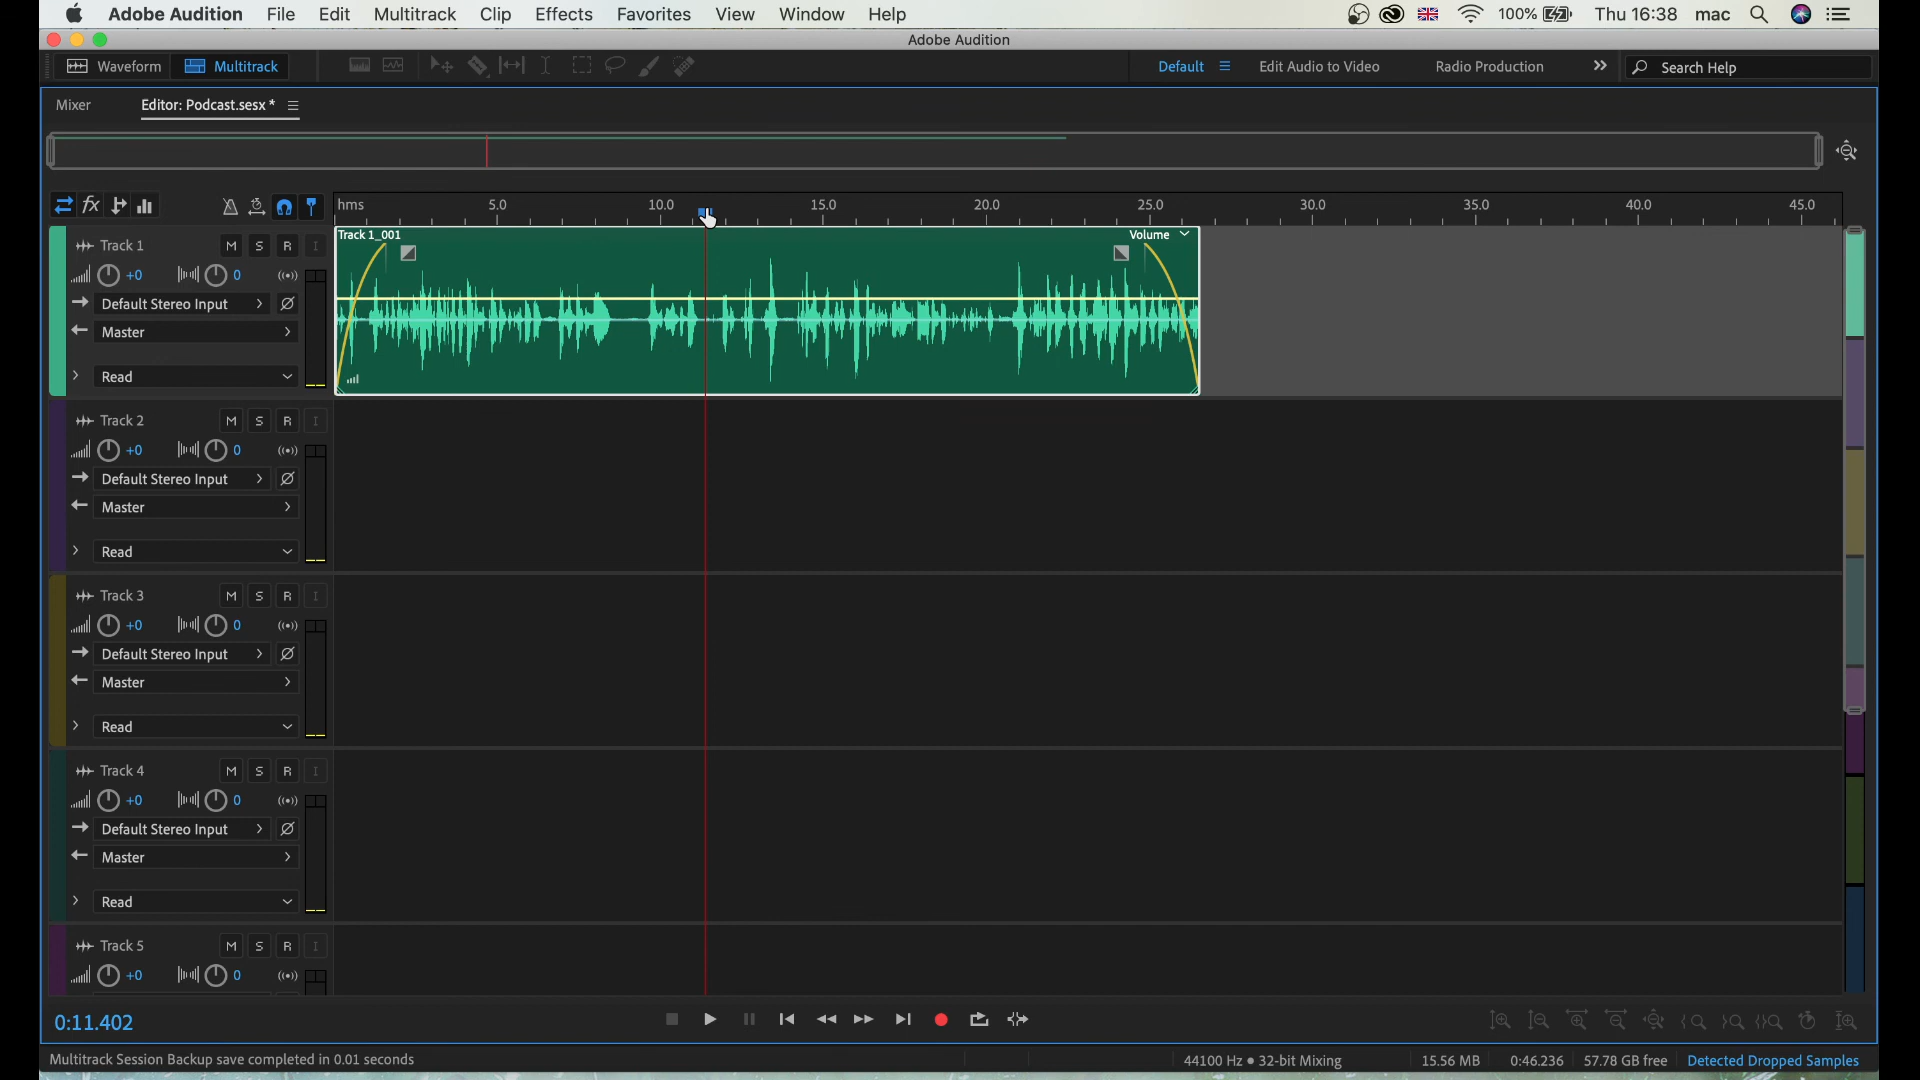 Adobe Audition File Edit Multitrack Clip Effects Favorites View Window Help 100% Thu 16:38 mac
Adobe Audition
Waveform Multitrack Default Edit Audio to Video Radio Production Search Help
Mixer Editor: Podcast.sesx *
fx hms 5.0 10.0 15.0 20.0 25.0 30.0 35.0 40.0 45.0
Track 1 M S R I Track 1_001 Volume
+0 0
Default Stereo Input
Master
Read
Track 2 M S R I
+0 0
Default Stereo Input
Master
Read
Track 3 M S R I
+0 0
Default Stereo Input
Master
Read
Track 4 M S R I
+0 0
Default Stereo Input
Master
Read
Track 5 M S R I
+0 0
0:11.402
Multitrack Session Backup save completed in 0.01 seconds 44100 Hz ● 32-bit Mixing 15.56 MB 0:46.236 57.78 GB free Detected Dropped Samples